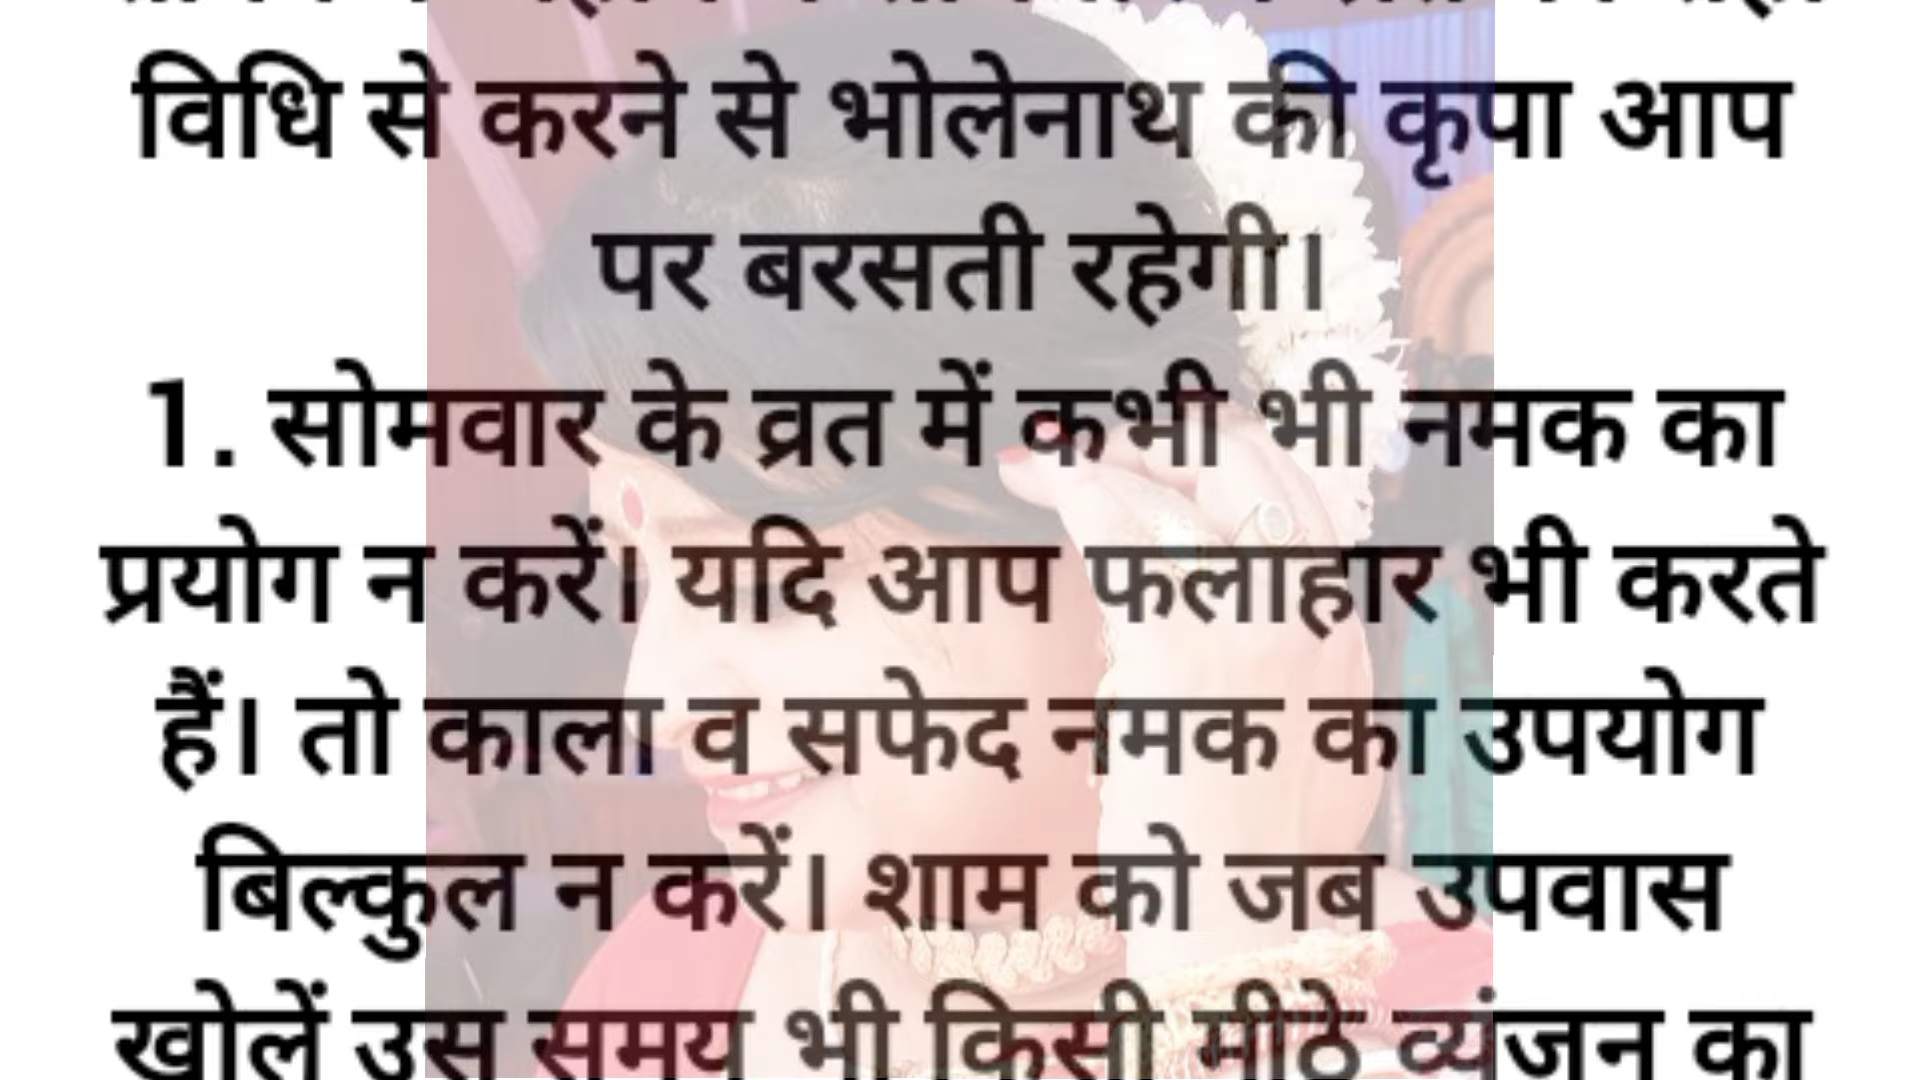 विधि से करने से भोलेनाथ की कृपा आप
पर बरसती रहेगी।
1. सोमवार के व्रत में कभी भी नमक का
प्रयोग न करें। यदि आप फलाहार भी करते
हैं। तो काला व सफेद नमक का उपयोग
बिल्कुल न करें। शाम को जब उपवास
खोलें उस समय भी किसी मीठे व्यंजन का